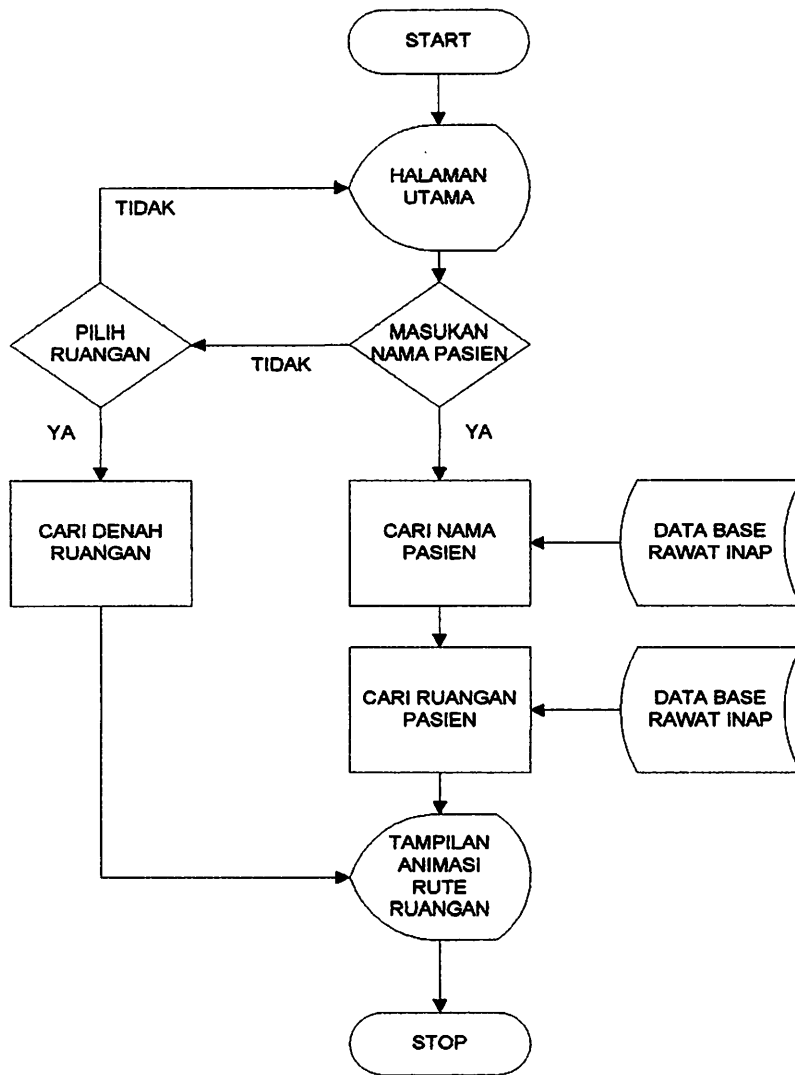 START
HALAMAN
UTAMA
TIDAK
PILIH
RUANGAN
MASUKAN
NAMA PASIEN
TIDAK
YA
YA
CARI DENAH
RUANGAN
CARI NAMA
PASIEN
DATA BASE
RAWAT INAP
CARI RUANGAN
PASIEN
DATA BASE
RAWAT INAP
TAMPILAN
ANIMASI
RUTE
RUANGAN
STOP